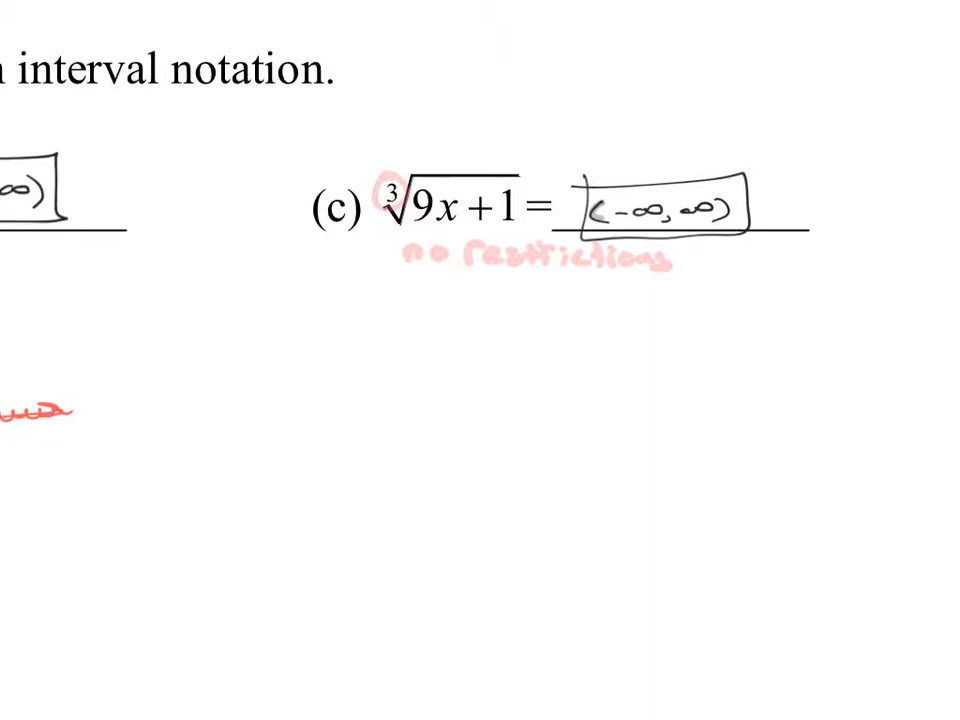 interval notation.
∞)
(c) ∛9x + 1 = (-∞, ∞)
no restrictions